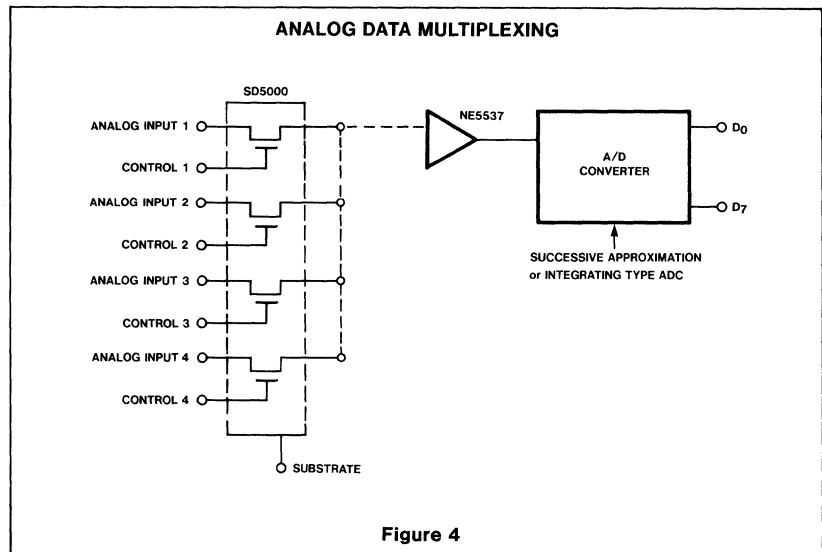 ANALOG DATA MULTIPLEXING
SD5000
NE5537
ANALOG INPUT 1
CONTROL 1
ANALOG INPUT 2
CONTROL 2
ANALOG INPUT 3
CONTROL 3
ANALOG INPUT 4
CONTROL 4
SUBSTRATE
A/D
CONVERTER
D0
D7
SUCCESSIVE APPROXIMATION
or INTEGRATING TYPE ADC
Figure 4